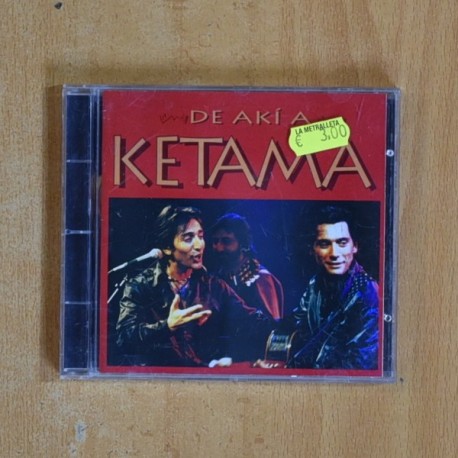 DE AKÍ A
KETAMA
LA METRALLETA
€ 3,00